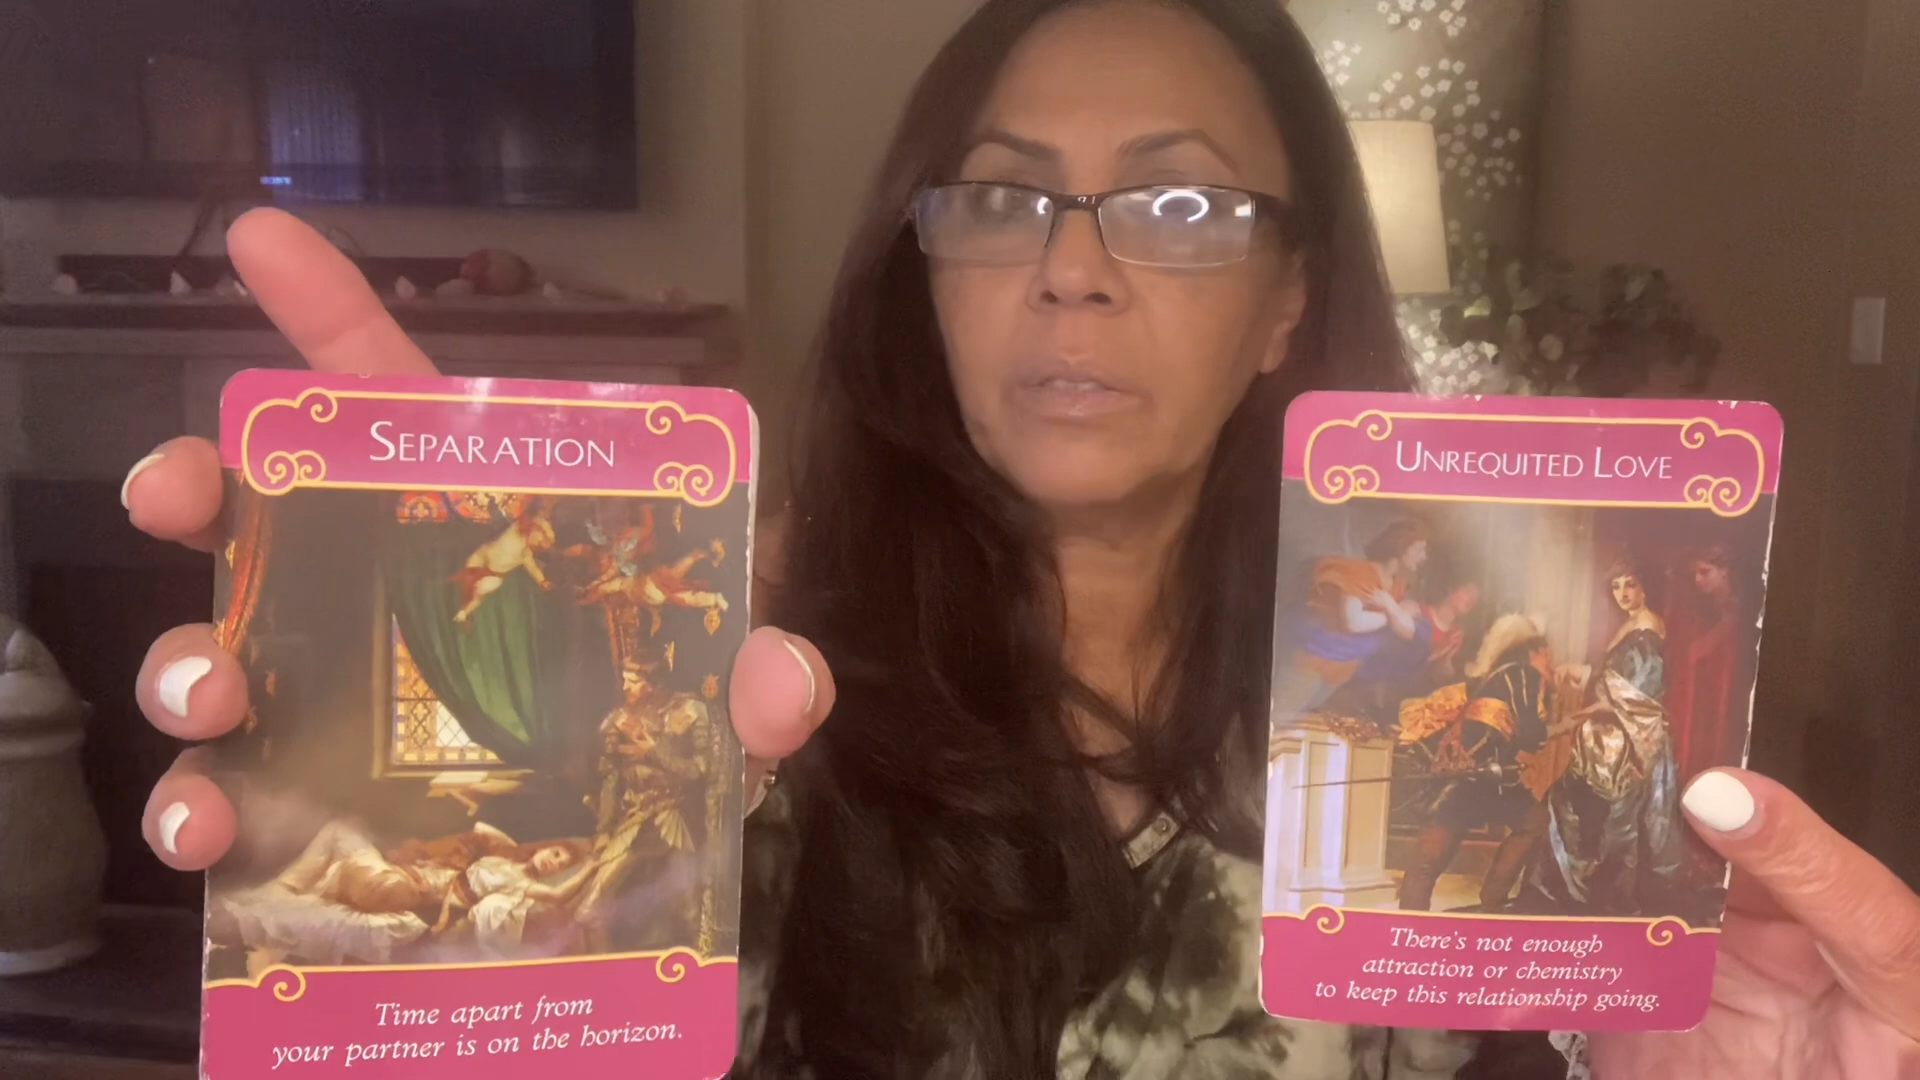 SEPARATION
Time apart from
your partner is on the horizon.
UNREQUITED LOVE
There's not enough
attraction or chemistry
to keep this relationship going.